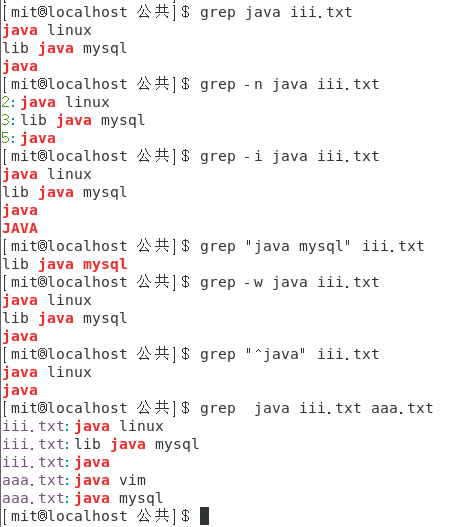 [mit@localhost 公共]$ grep java iii.txt
java linux
lib java mysql
java
[mit@localhost 公共]$ grep -n java iii.txt
2:java linux
3:lib java mysql
5:java
[mit@localhost 公共]$ grep -i java iii.txt
java linux
lib java mysql
java
JAVA
[mit@localhost 公共]$ grep "java mysql" iii.txt
lib java mysql
[mit@localhost 公共]$ grep -w java iii.txt
java linux
lib java mysql
java
[mit@localhost 公共]$ grep "^java" iii.txt
java linux
java
[mit@localhost 公共]$ grep  java iii.txt aaa.txt
iii.txt:java linux
iii.txt:lib java mysql
iii.txt:java
aaa.txt:java vim
aaa.txt:java mysql
[mit@localhost 公共]$